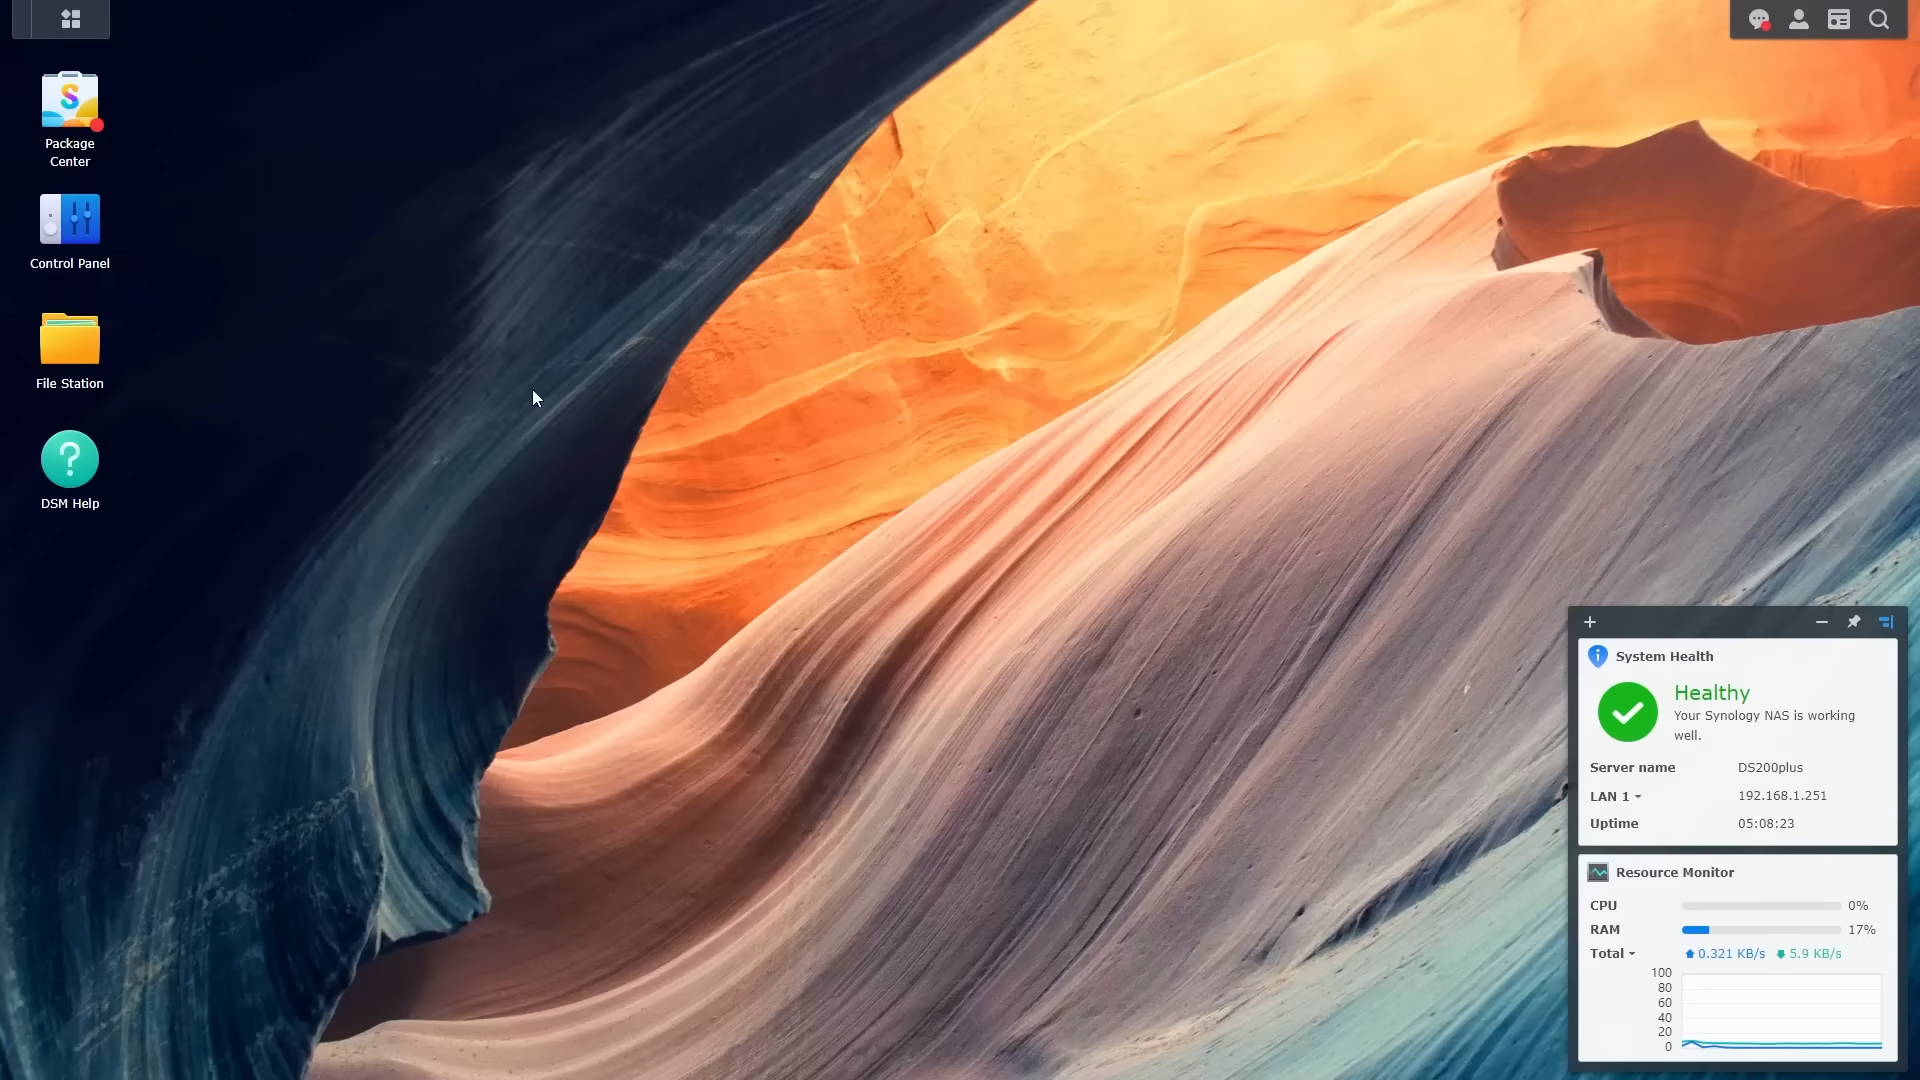 Package
Center
Control Panel
File Station
DSM Help
System Health
Healthy
Your Synology NAS is working
well.
Server name DS200plus
LAN 1 192.168.1.251
Uptime 05:08:23
Resource Monitor
CPU 0%
RAM 17%
Total 0.321 KB/s 5.9 KB/s
100
80
60
40
20
0